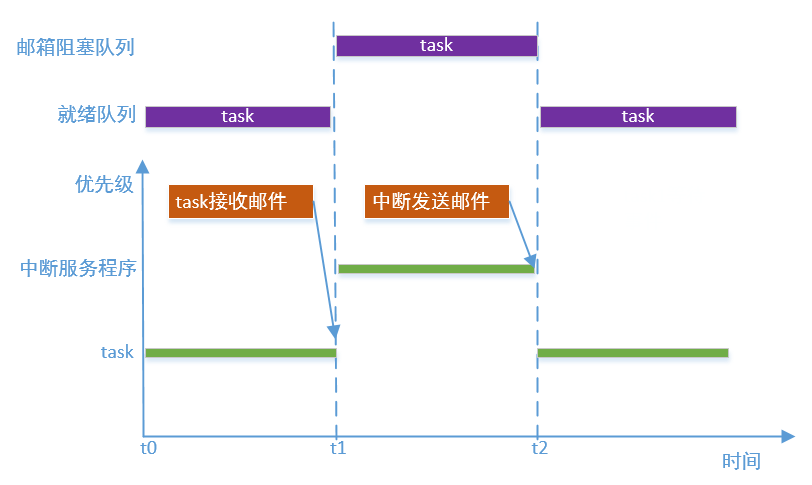 邮箱阻塞队列
task
就绪队列
task
task
优先级
task接收邮件
中断发送邮件
中断服务程序
task
t0
t1
t2
时间